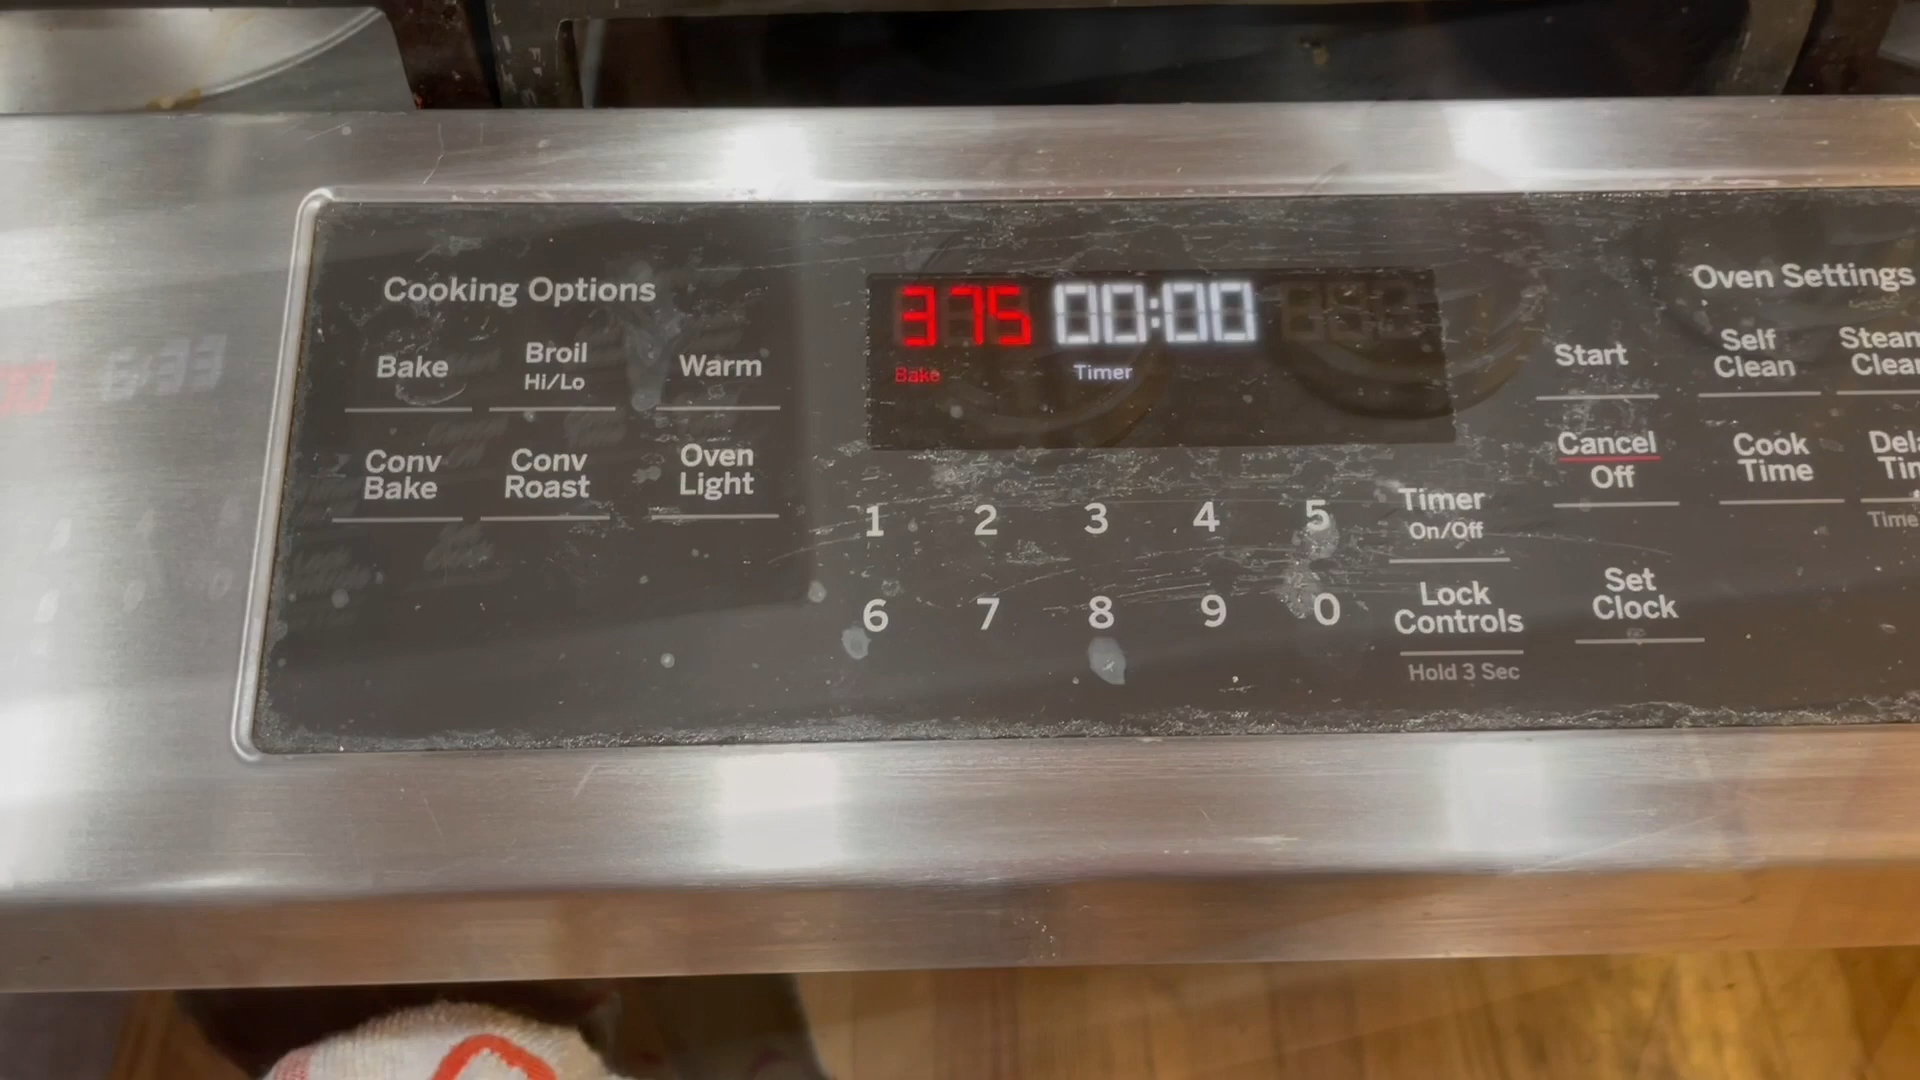 Cooking Options
Bake
Broil
Hi/Lo
Warm
Conv
Bake
Conv
Roast
Oven
Light
375 00:00
Bake Timer
1 2 3 4 5
6 7 8 9 0
Timer
On/Off
Lock
Controls
Hold 3 Sec
Oven Settings
Start
Self
Clean
Cancel
Off
Cook
Time
Set
Clock